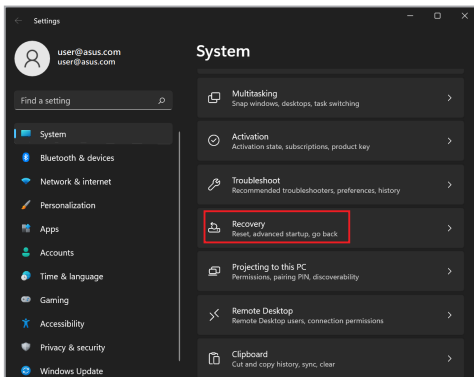 Settings
user@asus.com
user@asus.com
Find a setting
System
Bluetooth & devices
Network & internet
Personalization
Apps
Accounts
Time & language
Gaming
Accessibility
Privacy & security
Windows Update
System
Multitasking
Snap windows, desktops, task switching
Activation
Activation state, subscriptions, product key
Troubleshoot
Recommended troubleshooters, preferences, history
Recovery
Reset, advanced startup, go back
Projecting to this PC
Permissions, pairing PIN, discoverability
Remote Desktop
Remote Desktop users, connection permissions
Clipboard
Cut and copy history, sync, clear